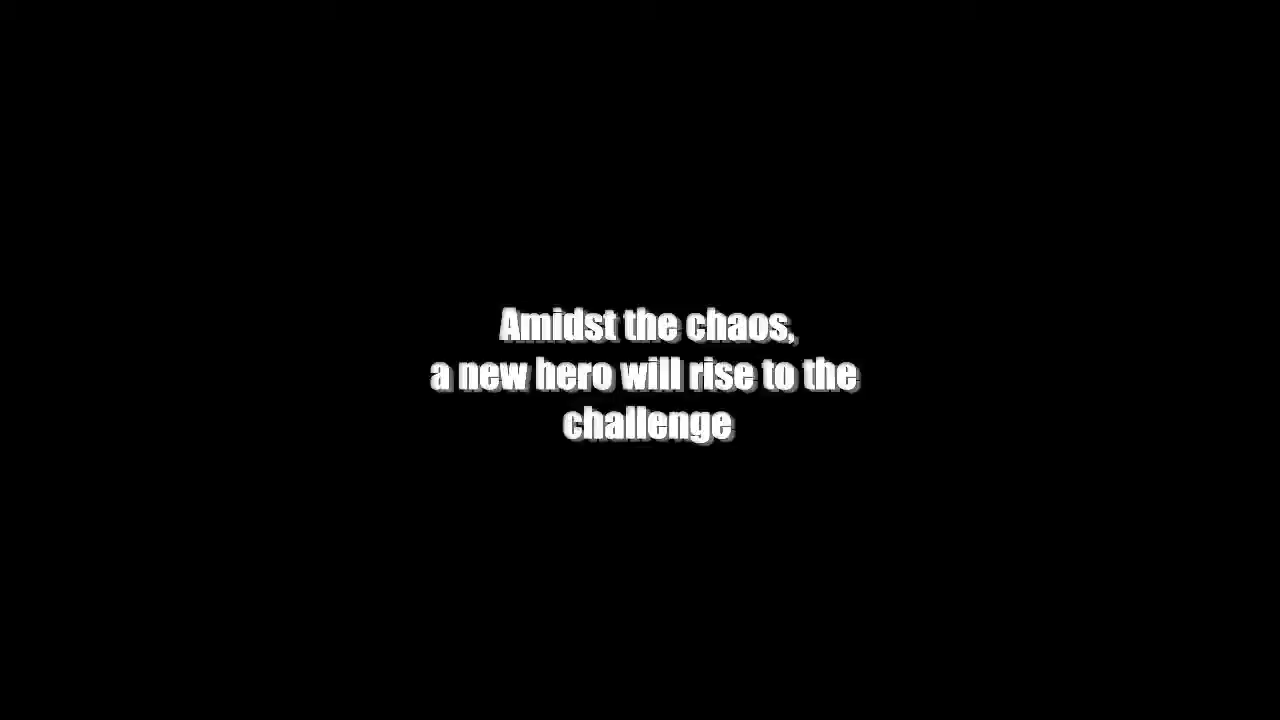 Amidst the chaos,
a new hero will rise to the
challenge